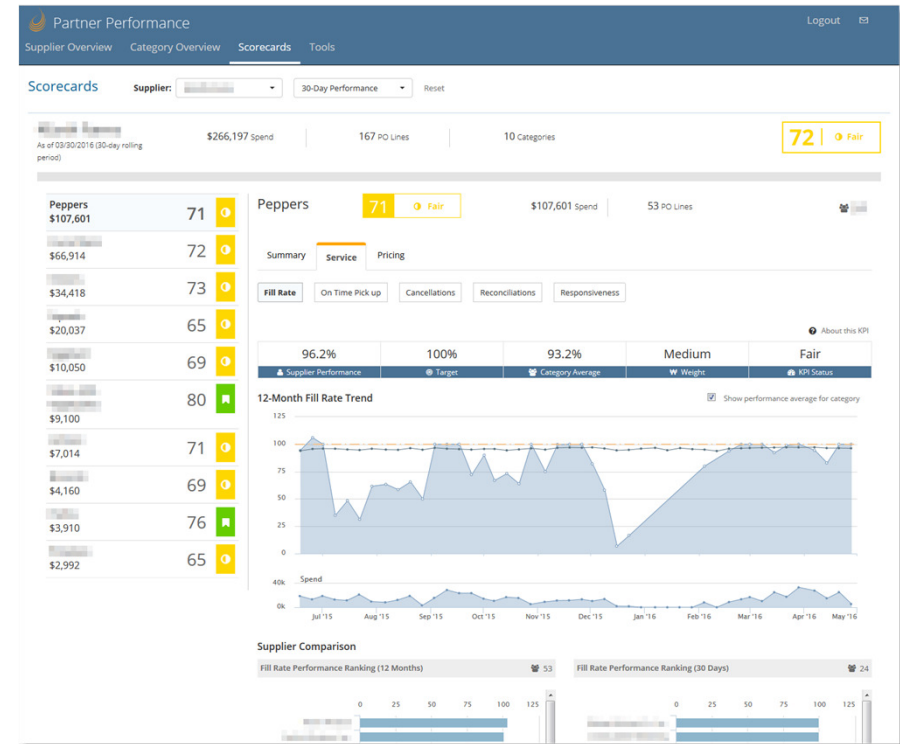 Partner Performance
Logout
Supplier Overview Category Overview Scorecards Tools
Scorecards Supplier: 30-Day Performance Reset
As of 03/30/2016 (30-day rolling
period)
$266,197 Spend 167 PO Lines 10 Categories
72 Fair
Peppers
$107,601
71
72
$66,914
73
$34,418
65
$20,037
69
$10,050
80
$9,100
71
$7,014
69
$4,160
76
$3,910
65
$2,992
Peppers 71 Fair $107,601 Spend 53 PO Lines
Summary Service Pricing
Fill Rate On Time Pick up Cancellations Reconciliations Responsiveness
About this KPI
96.2% 100% 93.2% Medium Fair
Supplier Performance Target Category Average Weight KPI Status
12-Month Fill Rate Trend Show performance average for category
125
100
75
50
25
0
40k Spend
0k
Jul '15 Aug '15 Sep '15 Oct '15 Nov '15 Dec '15 Jan '16 Feb '16 Mar '16 Apr '16 May '16
Supplier Comparison
Fill Rate Performance Ranking (12 Months) 53 Fill Rate Performance Ranking (30 Days) 24
0 25 50 75 100 125 0 25 50 75 100 125